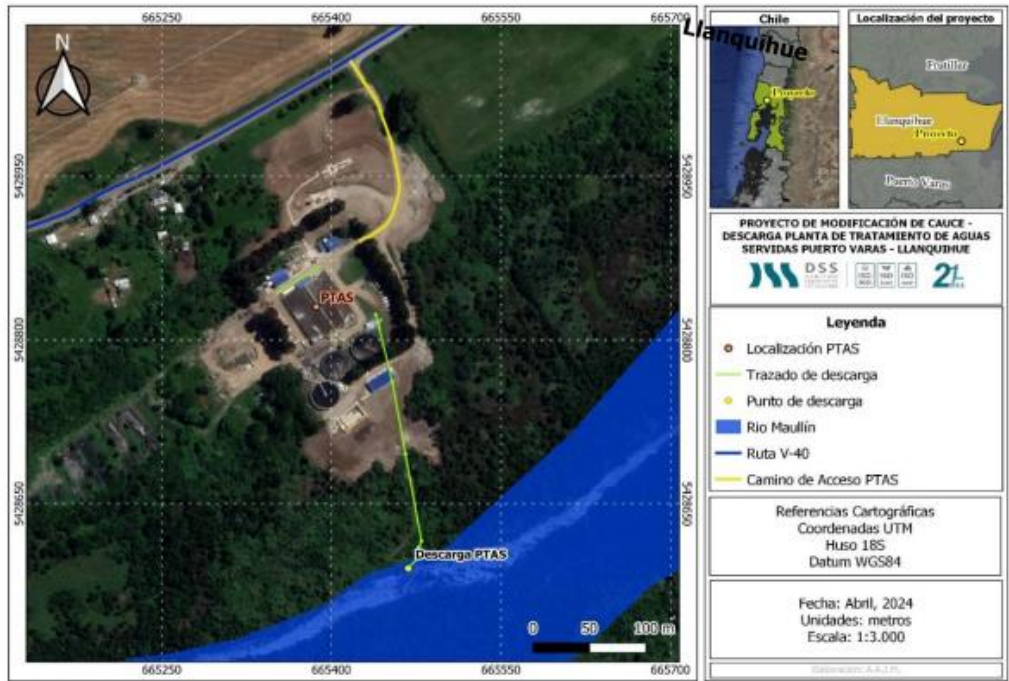 665250 665400 665550 665700
N
5428950 5428950
PTAS
5428800 5428800
5428650 5428650
Descarga PTAS
0 50 100 m
665250 665400 665550 665700
Chile
Llanquihue
Proyecto
Localización del proyecto
Frutillar
Llanquihue
Proyecto
Puerto Varas
PROYECTO DE MODIFICACIÓN DE CAUCE -
DESCARGA PLANTA DE TRATAMIENTO DE AGUAS
SERVIDAS PUERTO VARAS - LLANQUIHUE
DSS
ISO ISO ISO
21
Leyenda
Localización PTAS
Trazado de descarga
Punto de descarga
Rio Maullín
Ruta V-40
Camino de Acceso PTAS
Referencias Cartográficas
Coordenadas UTM
Huso 18S
Datum WGS84
Fecha: Abril, 2024
Unidades: metros
Escala: 1:3.000